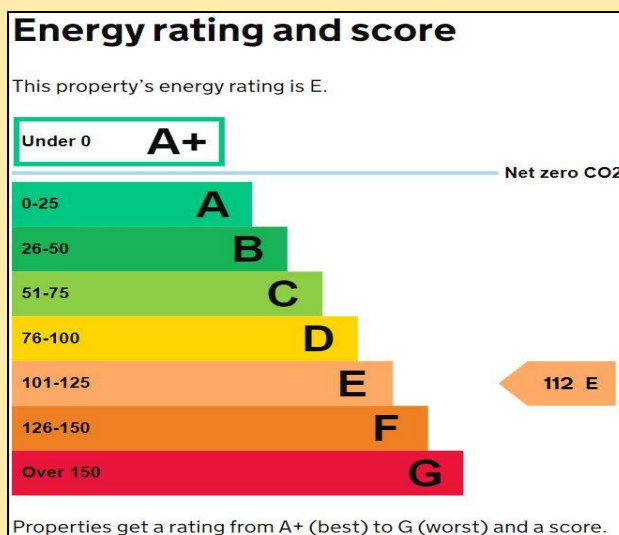 Energy rating and score
This property's energy rating is E.
Under 0 A+
Net zero CO2
0-25 A
26-50 B
51-75 C
76-100 D
101-125 E 112 E
126-150 F
Over 150 G
Properties get a rating from A+ (best) to G (worst) and a score.